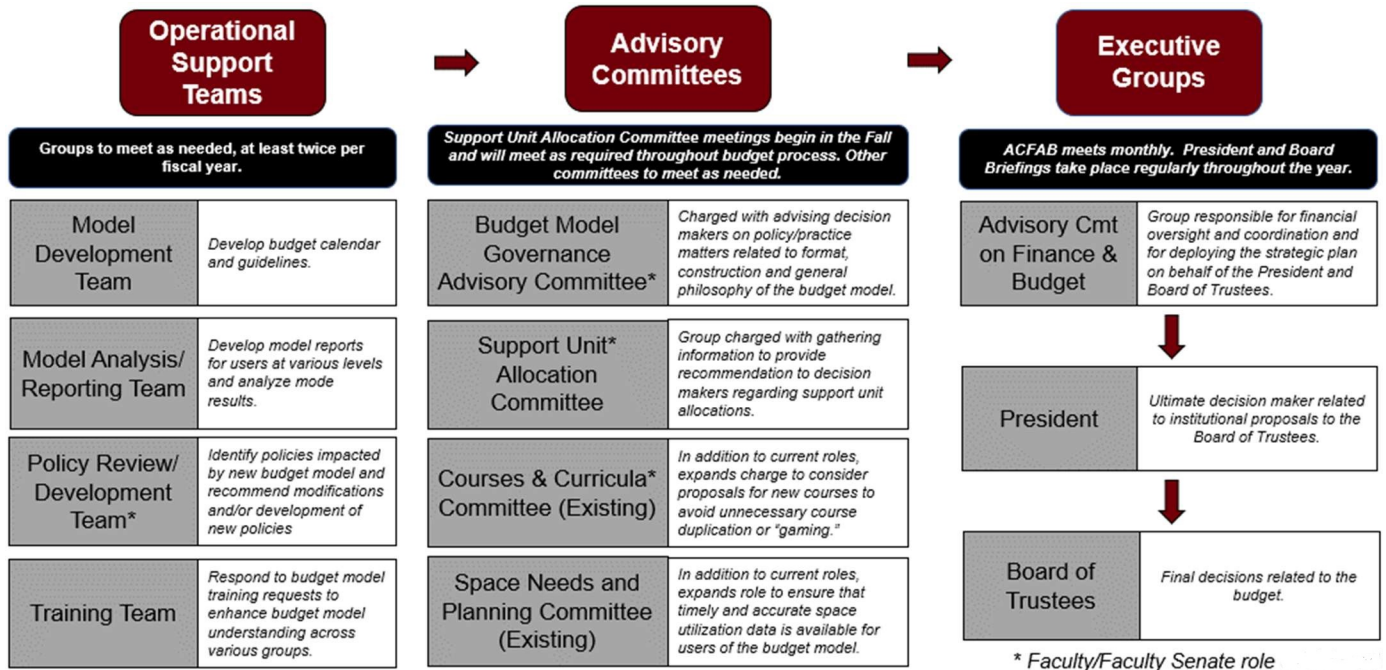 Operational
Support
Teams
Advisory
Committees
Executive
Groups
Groups to meet as needed, at least twice per
fiscal year.
Support Unit Allocation Committee meetings begin in the Fall
and will meet as required throughout budget process. Other
committees to meet as needed.
ACFAB meets monthly. President and Board
Briefings take place regularly throughout the year.
Model
Development
Team
Develop budget calendar
and guidelines.
Model Analysis/
Reporting Team
Develop model reports
for users at various levels
and analyze mode
results.
Policy Review/
Development
Team*
Identify policies impacted
by new budget model and
recommend modifications
and/or development of
new policies
Training Team
Respond to budget model
training requests to
enhance budget model
understanding across
various groups.
Budget Model
Governance
Advisory Committee*
Charged with advising decision
makers on policy/practice
matters related to format,
construction and general
philosophy of the budget model.
Support Unit*
Allocation
Committee
Group charged with gathering
information to provide
recommendation to decision
makers regarding support unit
allocations.
Courses & Curricula*
Committee (Existing)
In addition to current roles,
expands charge to consider
proposals for new courses to
avoid unnecessary course
duplication or “gaming.”
Space Needs and
Planning Committee
(Existing)
In addition to current roles,
expands role to ensure that
timely and accurate space
utilization data is available for
users of the budget model.
Advisory Cmt
on Finance &
Budget
Group responsible for financial
oversight and coordination and
for deploying the strategic plan
on behalf of the President and
Board of Trustees.
President
Ultimate decision maker related
to institutional proposals to the
Board of Trustees.
Board of
Trustees
Final decisions related to the
budget.
* Faculty/Faculty Senate role